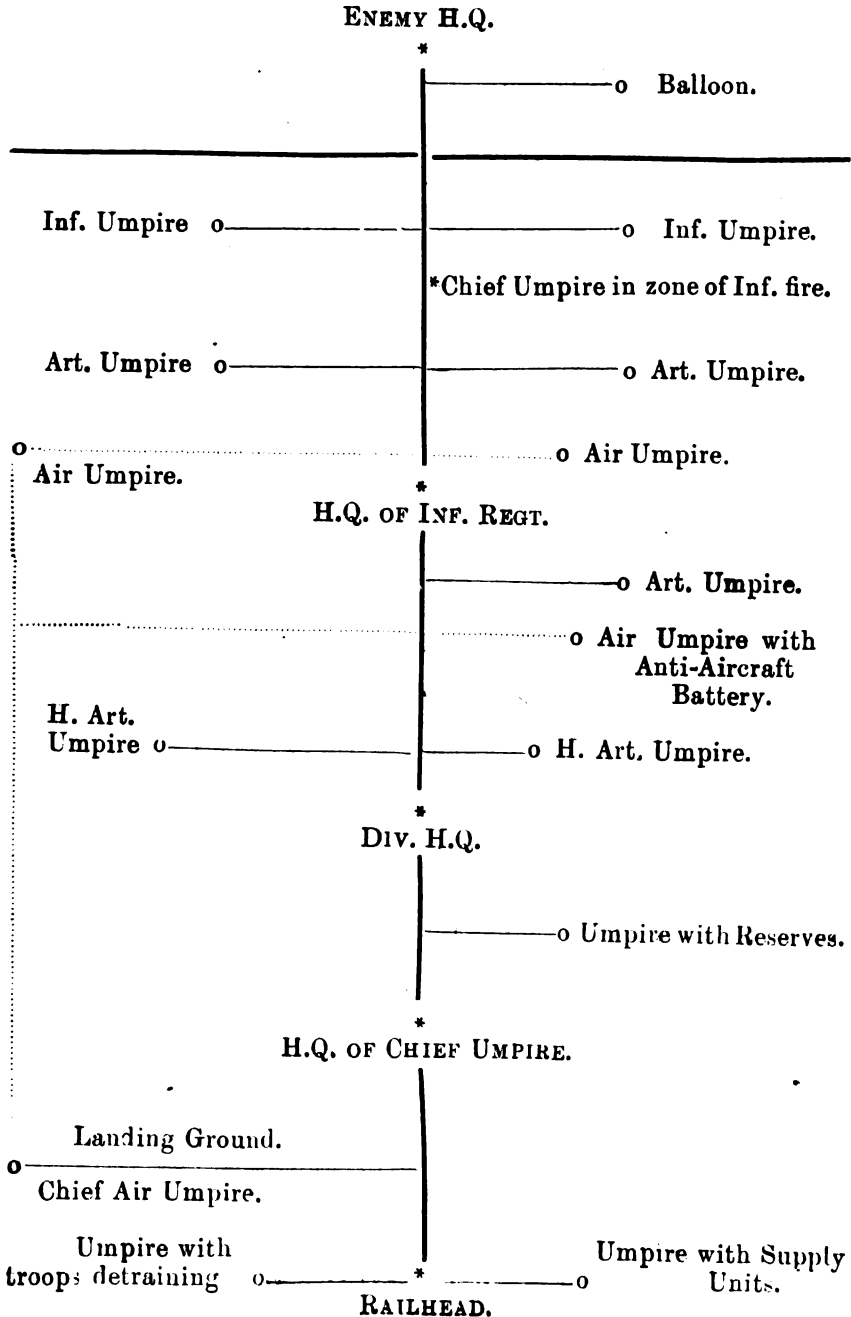 ENEMY H.Q.
*
o Balloon.
Inf. Umpire o
o Inf. Umpire.
*Chief Umpire in zone of Inf. fire.
Art. Umpire o
o Art. Umpire.
o
Air Umpire.
o Air Umpire.
*
H.Q. OF INF. REGT.
o Art. Umpire.
o Air Umpire with
Anti-Aircraft
Battery.
H. Art.
Umpire o
o H. Art. Umpire.
*
DIV. H.Q.
o Umpire with Reserves.
*
H.Q. OF CHIEF UMPIRE.
Landing Ground.
o
Chief Air Umpire.
Umpire with
troops detraining o
*
RAILHEAD.
Umpire with Supply
o Units.